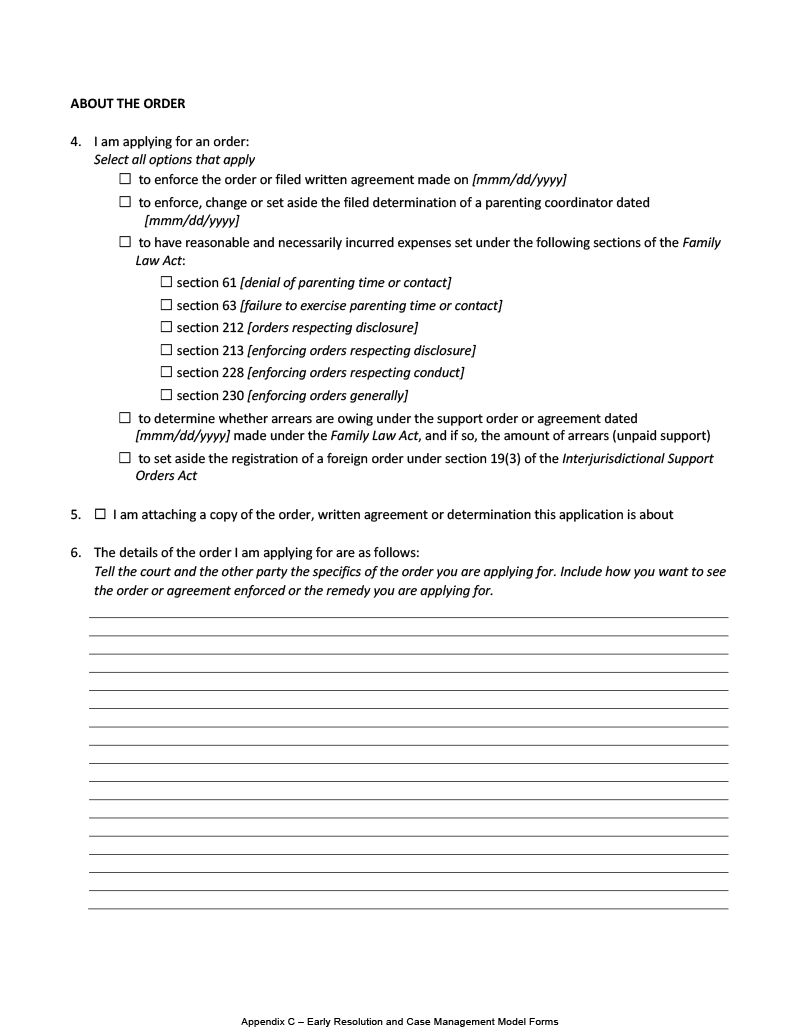 ABOUT THE ORDER
4. I am applying for an order:
Select all options that apply
☐ to enforce the order or filed written agreement made on [mmm/dd/yyyy]
☐ to enforce, change or set aside the filed determination of a parenting coordinator dated
[mmm/dd/yyyy]
☐ to have reasonable and necessarily incurred expenses set under the following sections of the Family
Law Act:
☐ section 61 [denial of parenting time or contact]
☐ section 63 [failure to exercise parenting time or contact]
☐ section 212 [orders respecting disclosure]
☐ section 213 [enforcing orders respecting disclosure]
☐ section 228 [enforcing orders respecting conduct]
☐ section 230 [enforcing orders generally]
☐ to determine whether arrears are owing under the support order or agreement dated
[mmm/dd/yyyy] made under the Family Law Act, and if so, the amount of arrears (unpaid support)
☐ to set aside the registration of a foreign order under section 19(3) of the Interjurisdictional Support
Orders Act
5. ☐ I am attaching a copy of the order, written agreement or determination this application is about
6. The details of the order I am applying for are as follows:
Tell the court and the other party the specifics of the order you are applying for. Include how you want to see
the order or agreement enforced or the remedy you are applying for.
Appendix C – Early Resolution and Case Management Model Forms